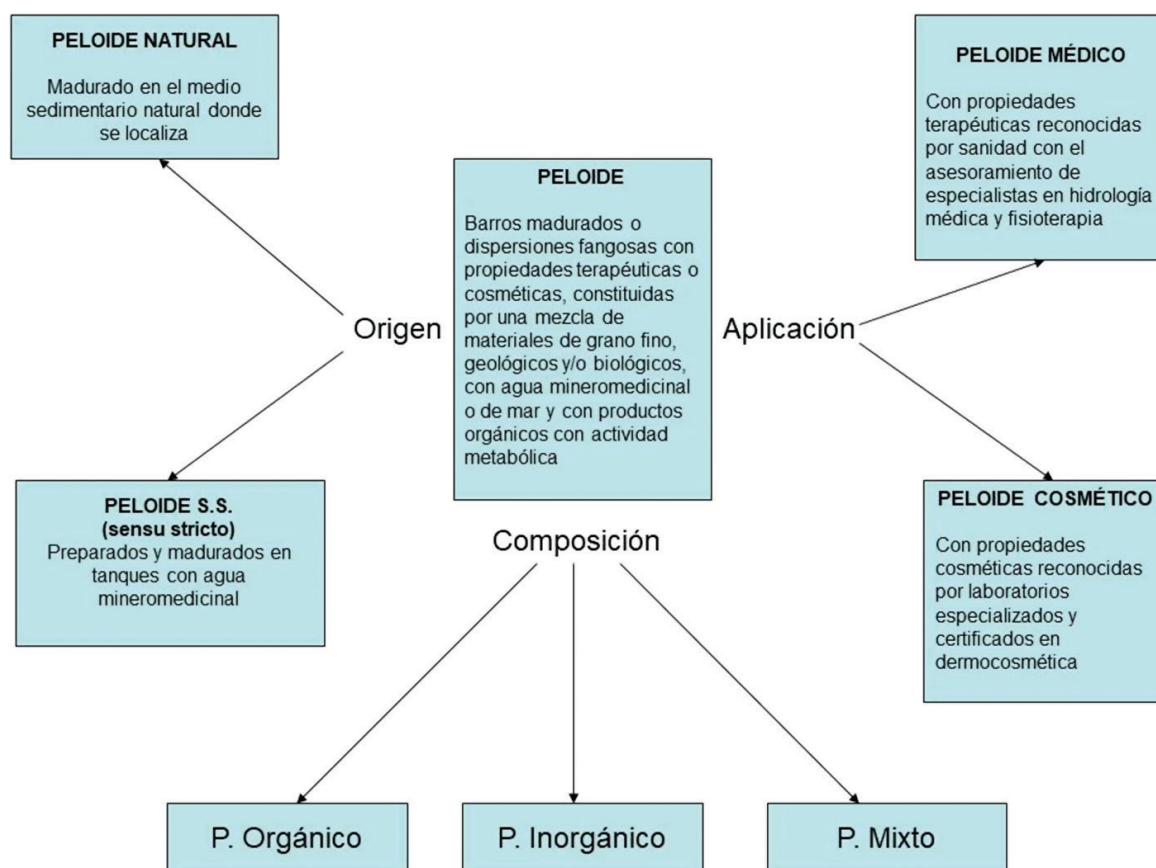 PELOIDE NATURAL
Madurado en el medio
sedimentario natural donde
se localiza
PELOIDE MÉDICO
Con propiedades
terapéuticas reconocidas
por sanidad con el
asesoramiento de
especialistas en hidrología
médica y fisioterapia
PELOIDE
Barros madurados o
dispersiones fangosas con
propiedades terapéuticas o
cosméticas, constituidas
por una mezcla de
materiales de grano fino,
geológicos y/o biológicos,
con agua mineromedicinal
o de mar y con productos
orgánicos con actividad
metabólica
Origen
Aplicación
PELOIDE S.S.
(sensu stricto)
Preparados y madurados en
tanques con agua
mineromedicinal
Composición
PELOIDE COSMÉTICO
Con propiedades
cosméticas reconocidas
por laboratorios
especializados y
certificados en
dermocosmética
P. Orgánico
P. Inorgánico
P. Mixto